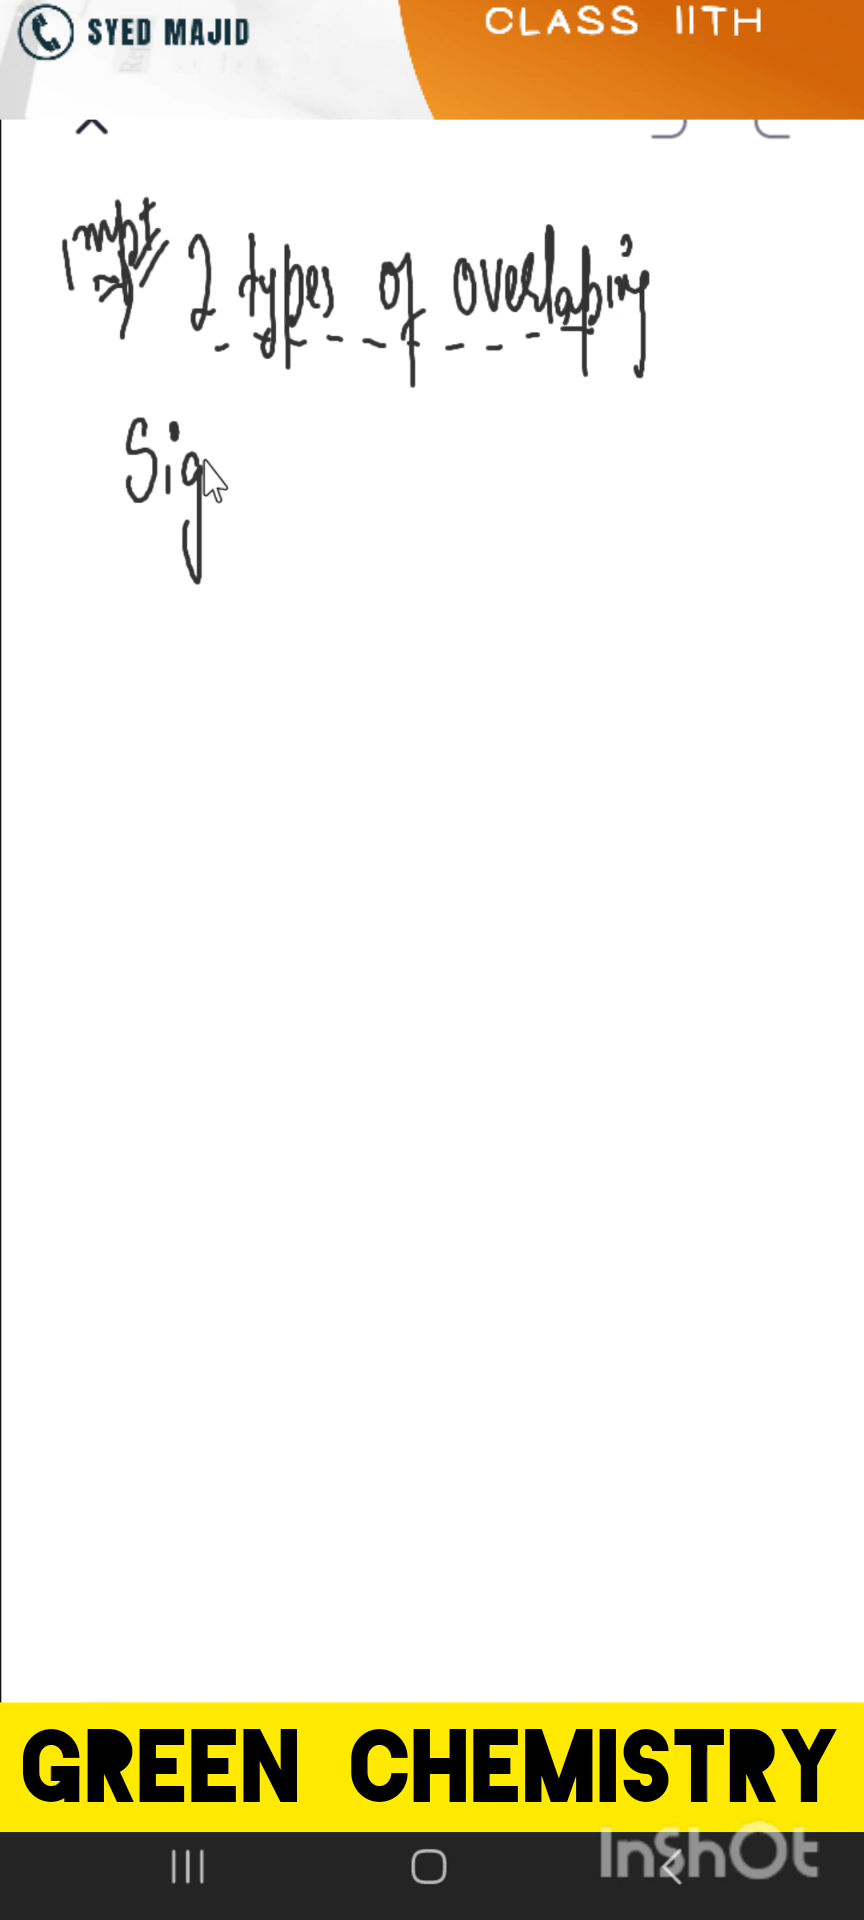 SYED MAJID
CLASS 11TH
Impt
2 types of overlaping
Sig
GREEN CHEMISTRY
InShOt